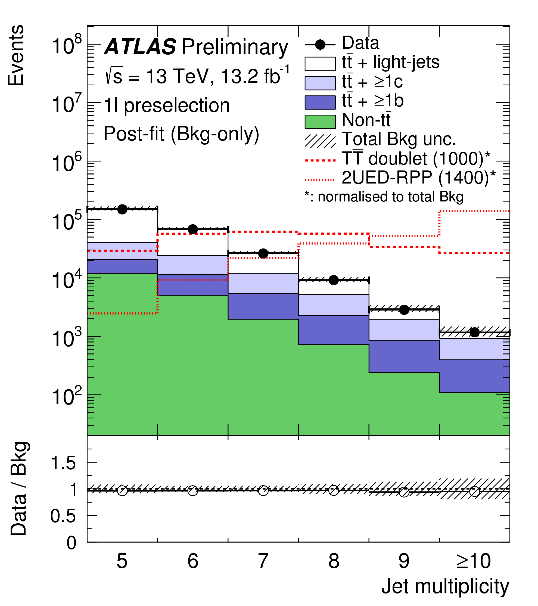 Events
10⁸
10⁷
10⁶
10⁵
10⁴
10³
10²
ATLAS Preliminary
√s = 13 TeV, 13.2 fb⁻¹
1l preselection
Post-fit (Bkg-only)
Data
tt̄ + light-jets
tt̄ + ≥1c
tt̄ + ≥1b
Non-tt̄
Total Bkg unc.
TT̄ doublet (1000)*
2UED-RPP (1400)*
*: normalised to total Bkg
Data / Bkg
1.5
1
0.5
0
5 6 7 8 9 ≥10
Jet multiplicity